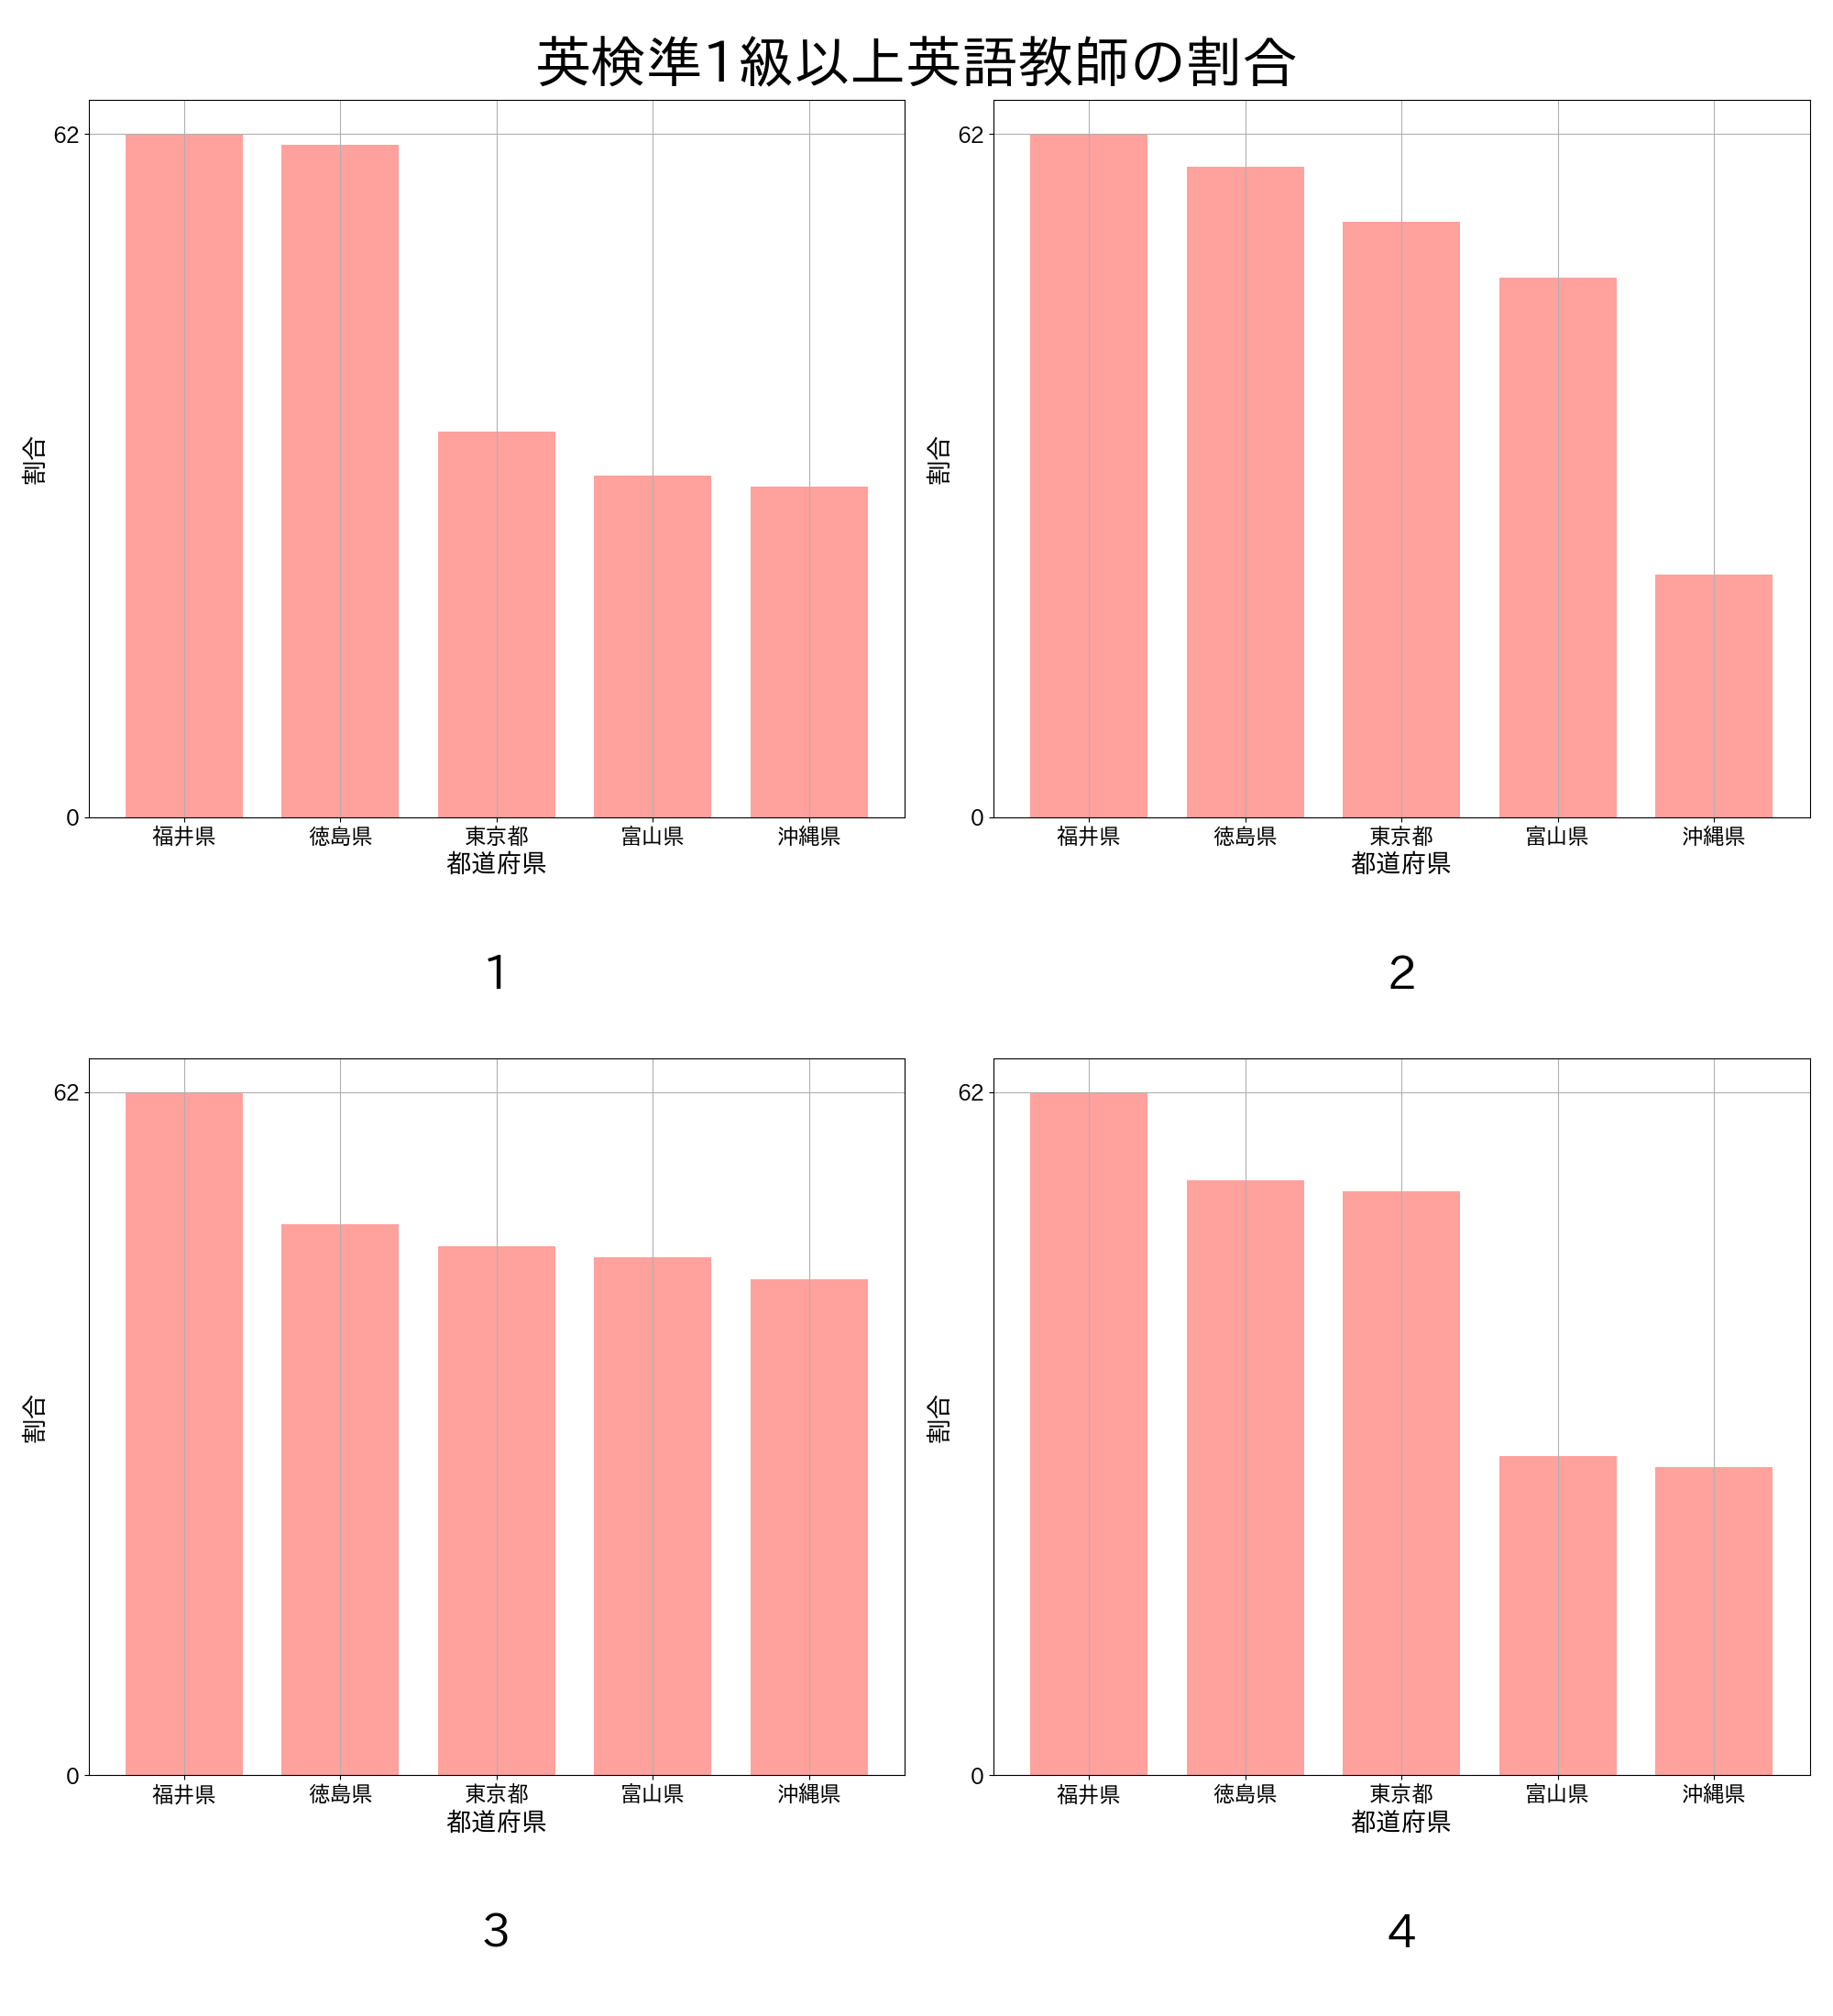 英検準1級以上英語教師の割合
62
0
割合
福井県 徳島県 東京都 富山県 沖縄県
都道府県
1
62
0
割合
福井県 徳島県 東京都 富山県 沖縄県
都道府県
2
62
0
割合
福井県 徳島県 東京都 富山県 沖縄県
都道府県
3
62
0
割合
福井県 徳島県 東京都 富山県 沖縄県
都道府県
4